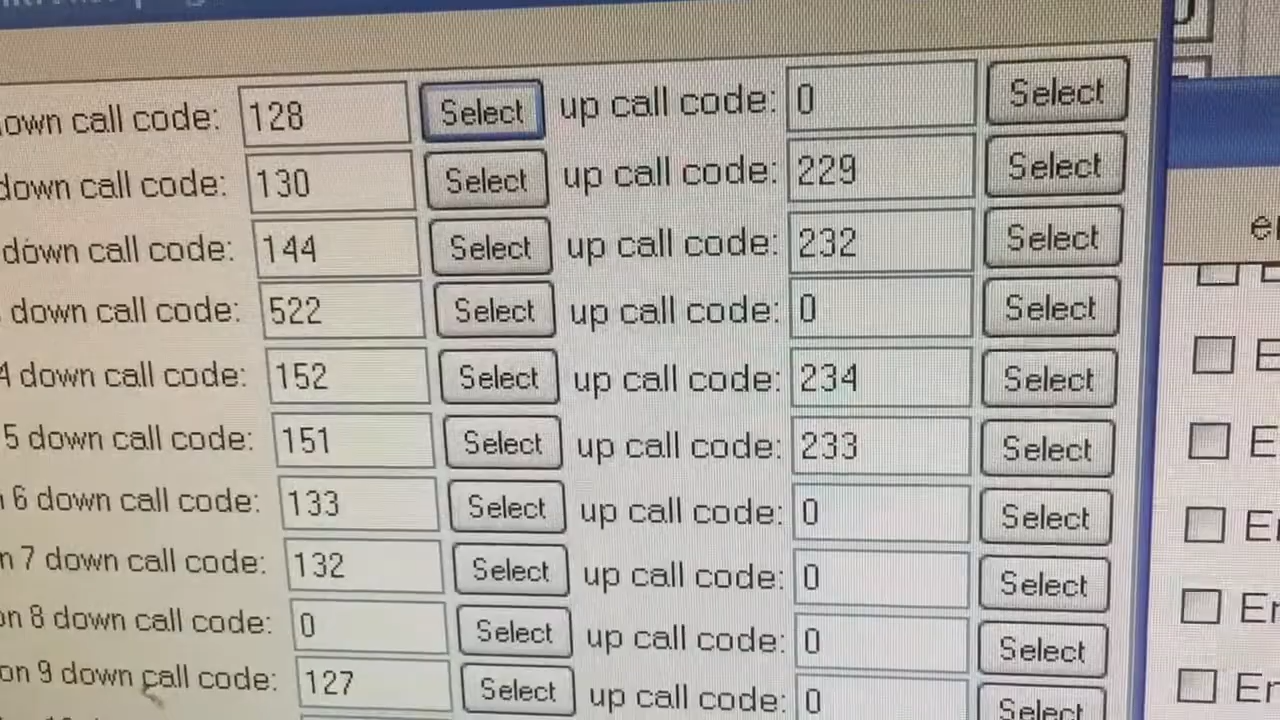 down call code: 128 Select up call code: 0 Select
down call code: 130 Select up call code: 229 Select
down call code: 144 Select up call code: 232 Select
down call code: 522 Select up call code: 0 Select
4 down call code: 152 Select up call code: 234 Select
5 down call code: 151 Select up call code: 233 Select
6 down call code: 133 Select up call code: 0 Select
n 7 down call code: 132 Select up call code: 0 Select
on 8 down call code: 0 Select up call code: 0 Select
on 9 down call code: 127 Select up call code: 0 Select